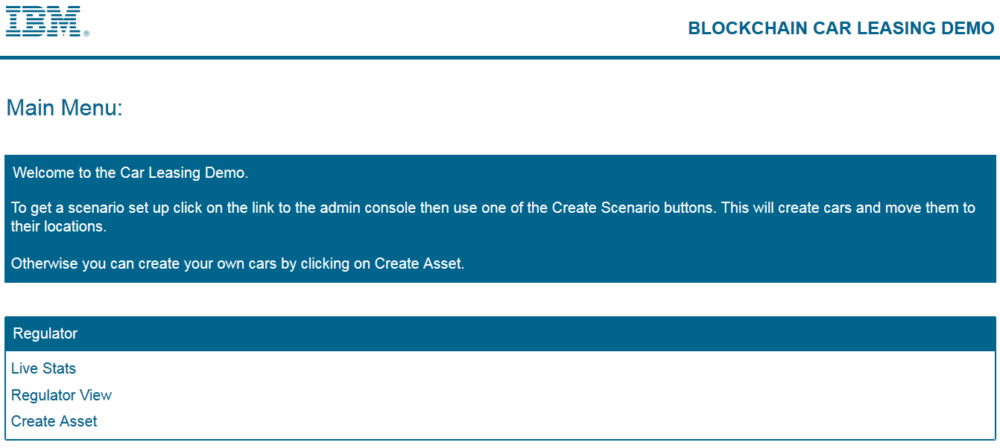 IBM®
BLOCKCHAIN CAR LEASING DEMO
Main Menu:
Welcome to the Car Leasing Demo.
To get a scenario set up click on the link to the admin console then use one of the Create Scenario buttons. This will create cars and move them to
their locations.
Otherwise you can create your own cars by clicking on Create Asset.
Regulator
Live Stats
Regulator View
Create Asset